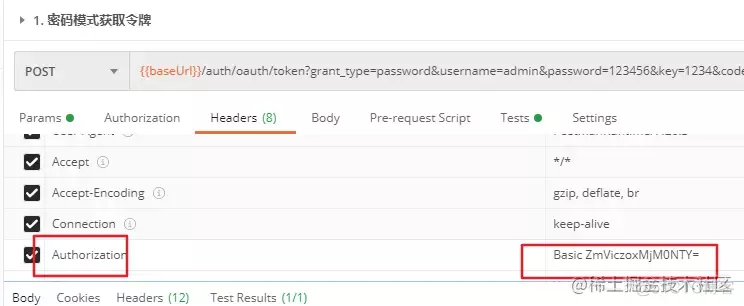 1. 密码模式获取令牌
POST
{{baseUrl}}/auth/oauth/token?grant_type=password&username=admin&password=123456&key=1234&code
Params
Authorization
Headers (8)
Body
Pre-request Script
Tests
Settings
Accept
*/*
Accept-Encoding
gzip, deflate, br
Connection
keep-alive
Authorization
Basic ZmViczoxMjM0NTY=
@稀土掘金技术社区
Body
Cookies
Headers (12)
Test Results (1/1)